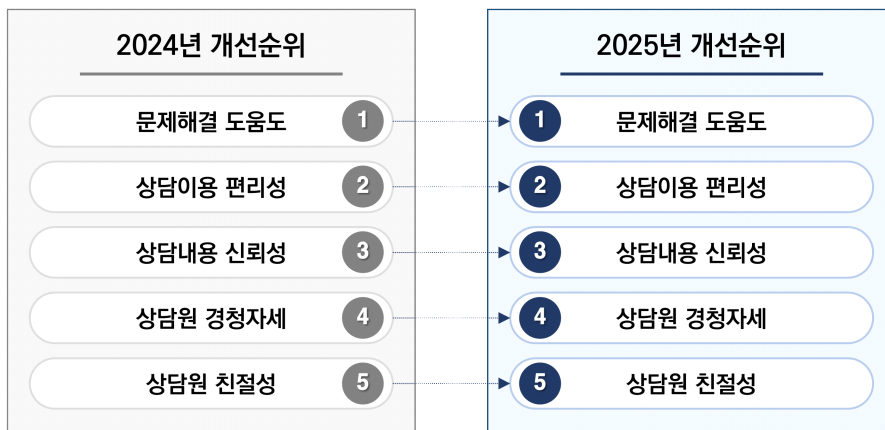 2024년 개선순위
문제해결 도움도 1
상담이용 편리성 2
상담내용 신뢰성 3
상담원 경청자세 4
상담원 친절성 5
2025년 개선순위
1 문제해결 도움도
2 상담이용 편리성
3 상담내용 신뢰성
4 상담원 경청자세
5 상담원 친절성